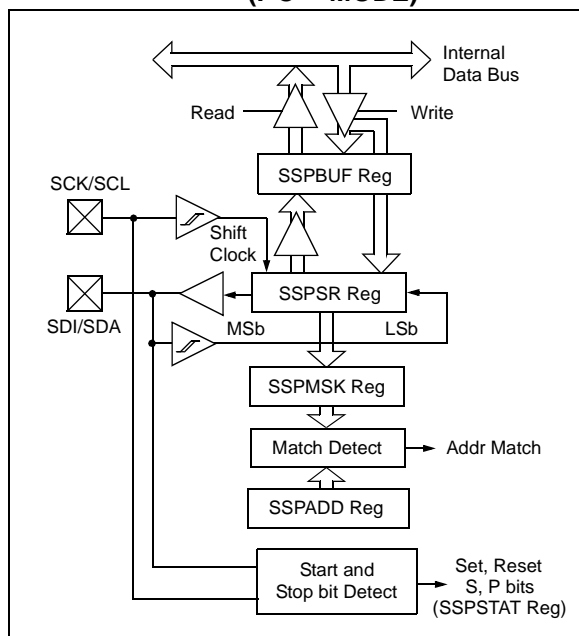 Internal
Data Bus
Read
Write
SSPBUF Reg
SCK/SCL
Shift
Clock
SSPSR Reg
SDI/SDA
MSb
LSb
SSPMSK Reg
Match Detect
Addr Match
SSPADD Reg
Start and
Stop bit Detect
Set, Reset
S, P bits
(SSPSTAT Reg)